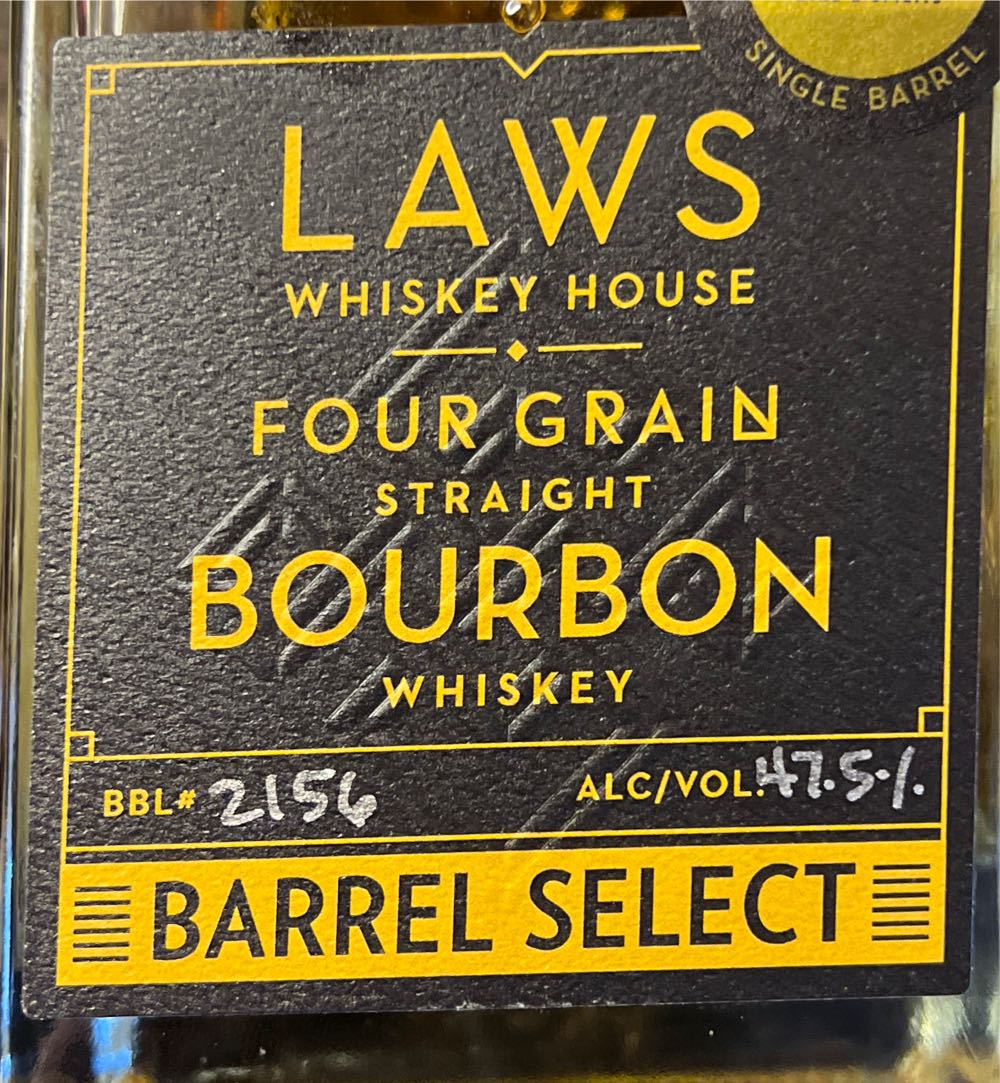 SINGLE BARREL
LAWS
WHISKEY HOUSE
FOUR GRAIN
STRAIGHT
BOURBON
WHISKEY
BBL# 2156
ALC/VOL: 47.5%
BARREL SELECT